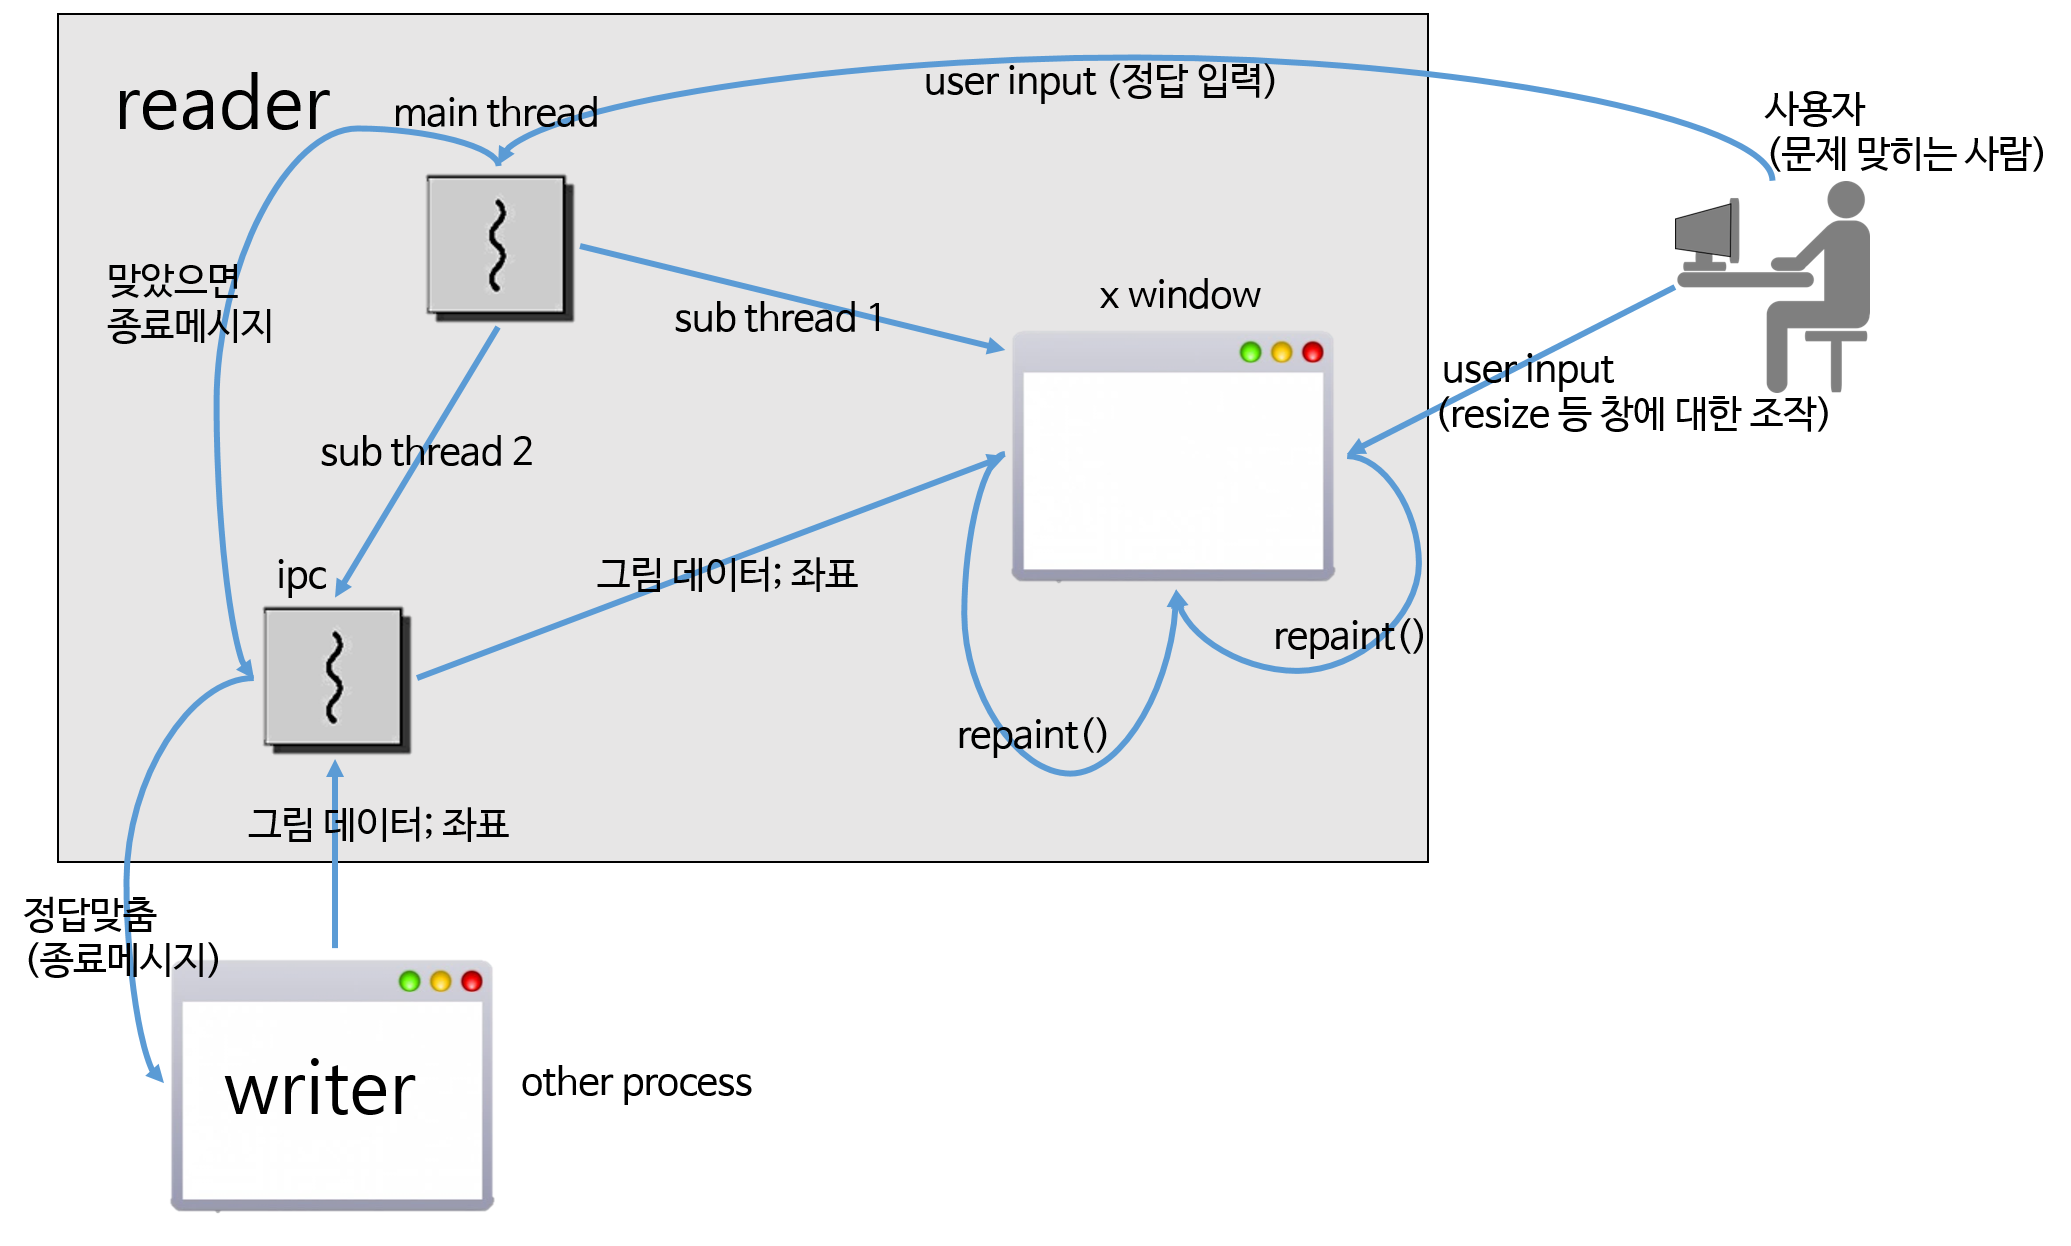 reader
main thread
user input (정답 입력)
사용자
(문제 맞히는 사람)
맞았으면
종료메시지
sub thread 1
x window
user input
(resize 등 창에 대한 조작)
sub thread 2
ipc
그림 데이터; 좌표
repaint()
repaint()
그림 데이터; 좌표
정답맞춤
(종료메시지)
writer
other process